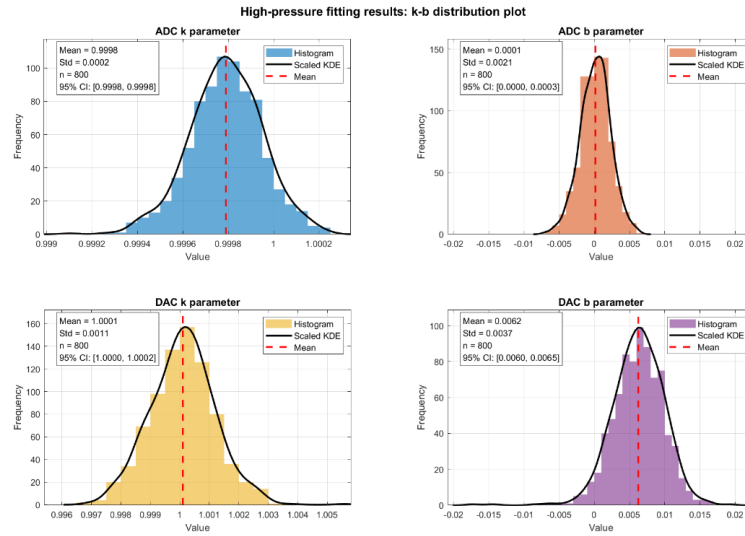 High-pressure fitting results: k-b distribution plot
ADC k parameter
Mean = 0.9998
Std = 0.0002
n = 800
95% CI: [0.9998, 0.9998]
Histogram
Scaled KDE
Mean
Frequency
100
80
60
40
20
0
0.999
0.9992
0.9994
0.9996
0.9998
1
1.0002
Value
ADC b parameter
Mean = 0.0001
Std = 0.0021
n = 800
95% CI: [0.0000, 0.0003]
Histogram
Scaled KDE
Mean
Frequency
150
100
50
0
-0.02
-0.015
-0.01
-0.005
0
0.005
0.01
0.015
0.02
Value
DAC k parameter
Mean = 1.0001
Std = 0.0011
n = 800
95% CI: [1.0000, 1.0002]
Histogram
Scaled KDE
Mean
Frequency
160
140
120
100
80
60
40
20
0
0.996
0.997
0.998
0.999
1
1.001
1.002
1.003
1.004
1.005
Value
DAC b parameter
Mean = 0.0062
Std = 0.0037
n = 800
95% CI: [0.0060, 0.0065]
Histogram
Scaled KDE
Mean
Frequency
100
80
60
40
20
0
-0.02
-0.015
-0.01
-0.005
0
0.005
0.01
0.015
0.02
Value